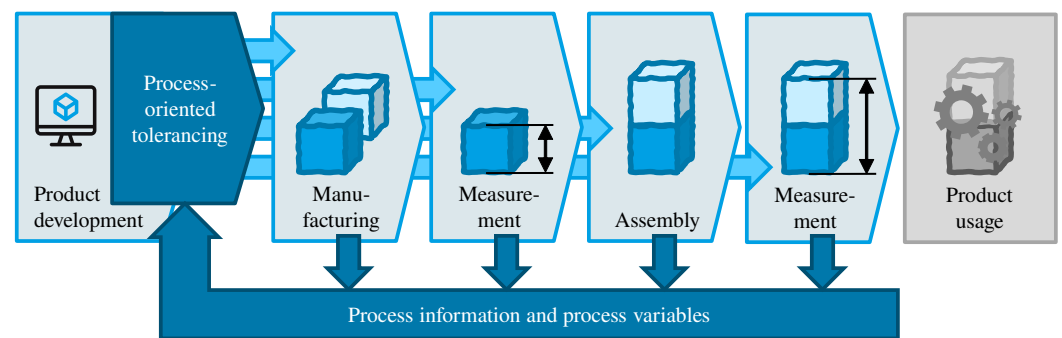 Process-
oriented
tolerancing
Product
development
Manu-
facturing
Measure-
ment
Assembly
Measure-
ment
Product
usage
Process information and process variables